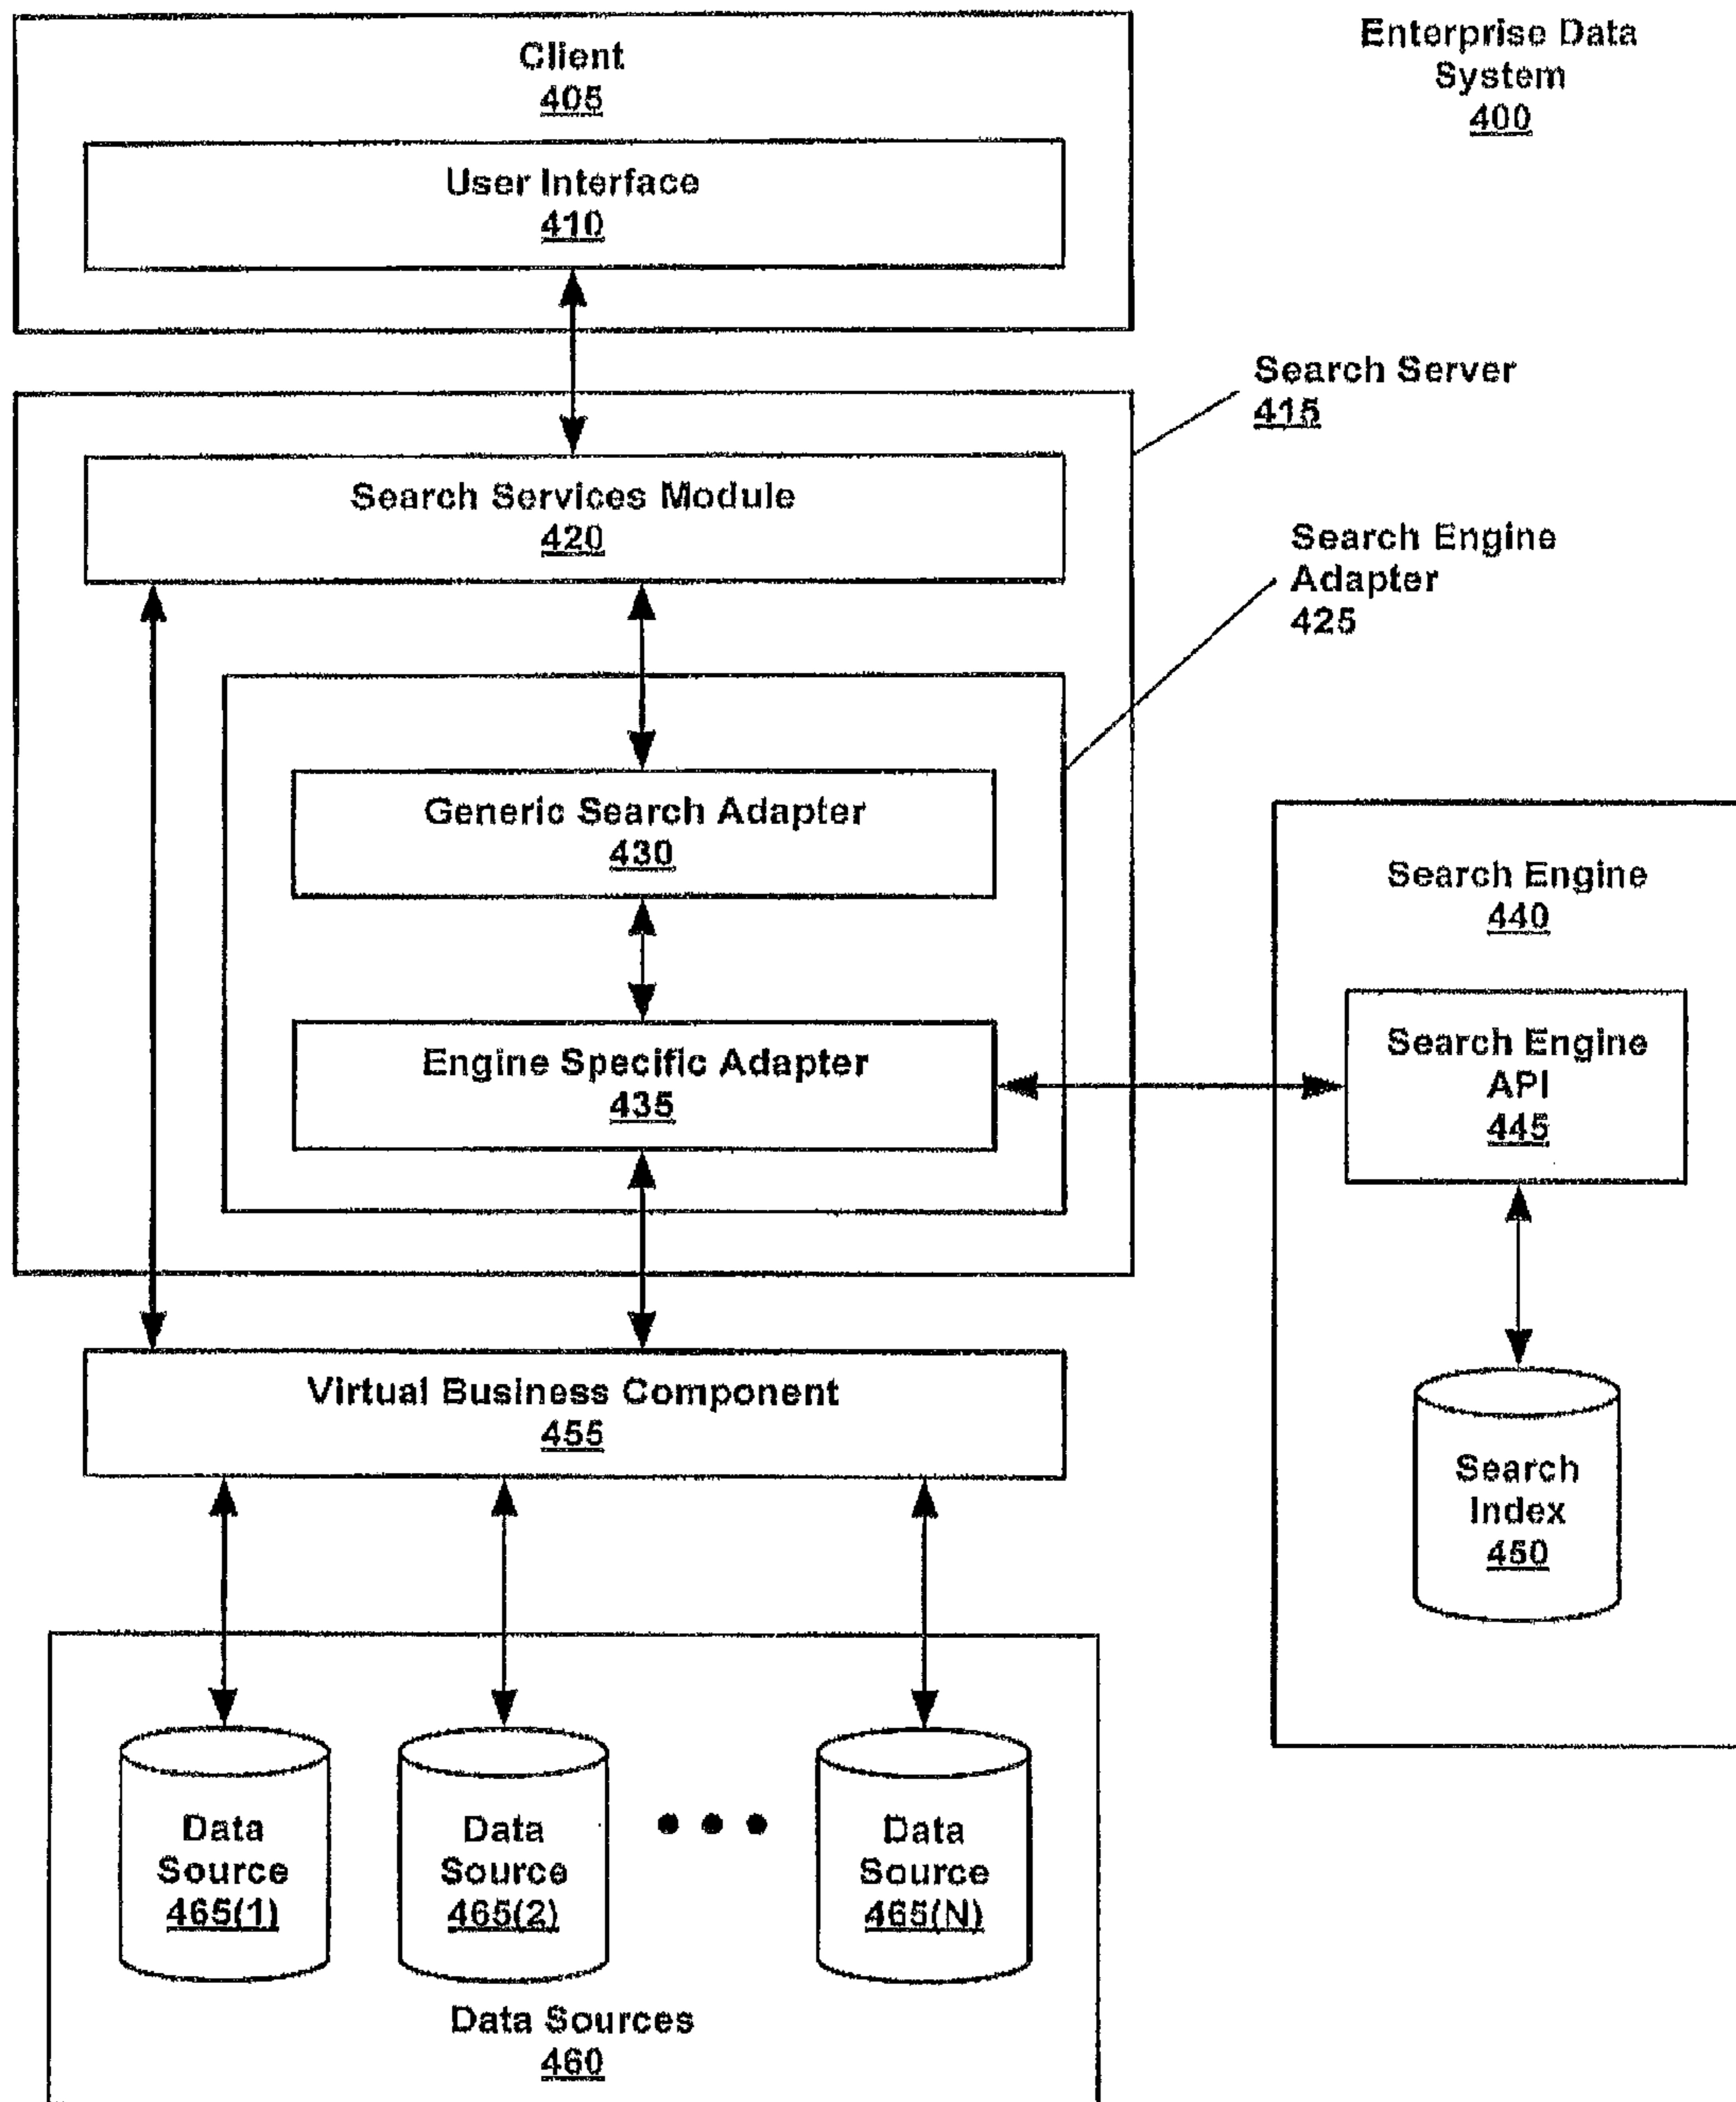 Enterprise Data
System
400
Client
405
User Interface
410
Search Server
415
Search Services Module
420
Search Engine
Adapter
425
Generic Search Adapter
430
Engine Specific Adapter
435
Search Engine
440
Search Engine
API
445
Search
Index
450
Virtual Business Component
455
Data
Source
465(1)
Data
Source
465(2)
Data
Source
465(N)
Data Sources
460